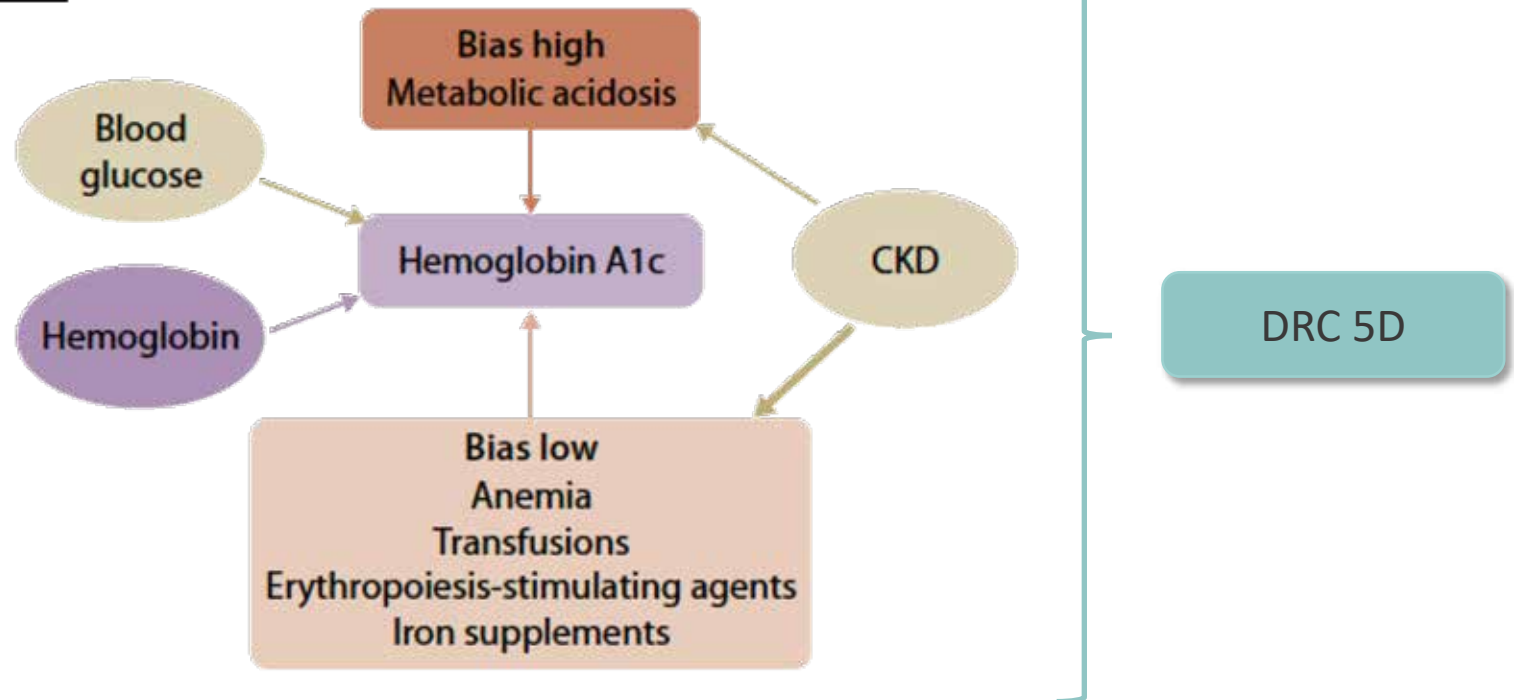 Bias high
Metabolic acidosis
Blood
glucose
Hemoglobin A1c
CKD
Hemoglobin
Bias low
Anemia
Transfusions
Erythropoiesis-stimulating agents
Iron supplements
DRC 5D